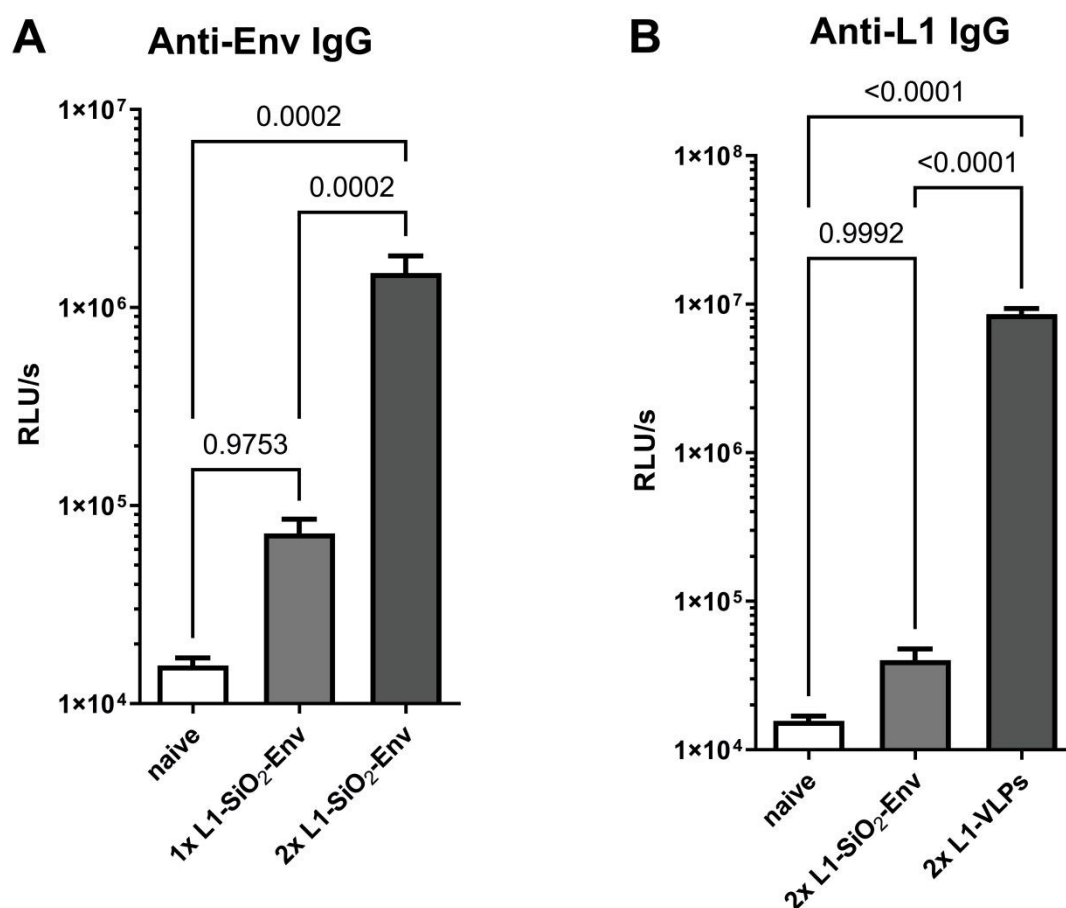 A
Anti-Env IgG
1×10⁷
1×10⁶
1×10⁵
1×10⁴
RLU/s
0.0002
0.0002
0.9753
naive
1x L1-SiO₂-Env
2x L1-SiO₂-Env
B
Anti-L1 IgG
1×10⁸
1×10⁷
1×10⁶
1×10⁵
1×10⁴
RLU/s
<0.0001
<0.0001
0.9992
naive
2x L1-SiO₂-Env
2x L1-VLPs